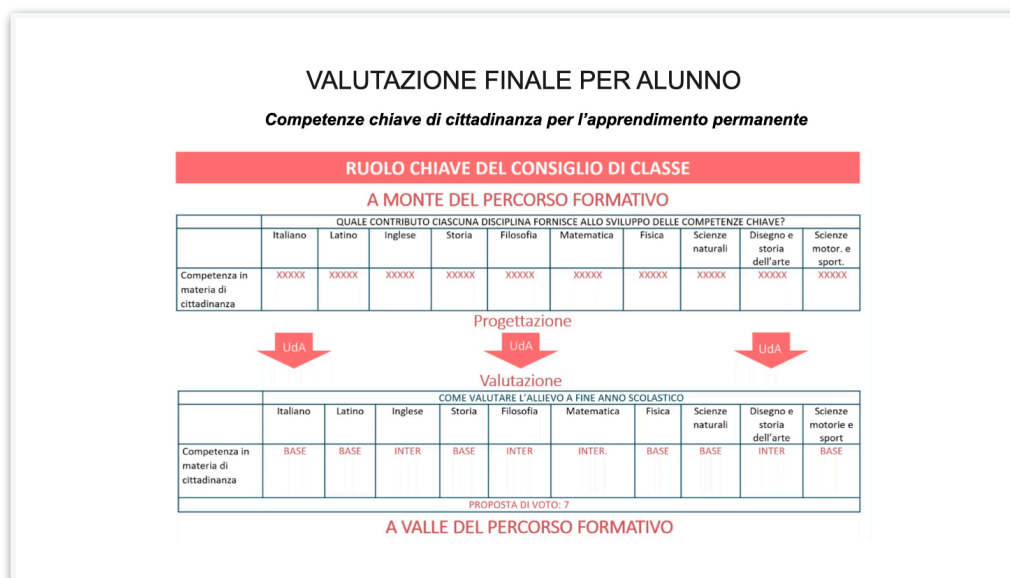 VALUTAZIONE FINALE PER ALUNNO
Competenze chiave di cittadinanza per l'apprendimento permanente
RUOLO CHIAVE DEL CONSIGLIO DI CLASSE
A MONTE DEL PERCORSO FORMATIVO
QUALE CONTRIBUTO CIASCUNA DISCIPLINA FORNISCE ALLO SVILUPPO DELLE COMPETENZE CHIAVE?
Italiano Latino Inglese Storia Filosofia Matematica Fisica Scienze Disegno e Scienze
naturali storia motor. e
dell'arte sport.
Competenza in XXXXX XXXXX XXXXX XXXXX XXXXX XXXXX XXXXX XXXXX XXXXX XXXXX
materia di
cittadinanza
Progettazione
UdA UdA UdA
Valutazione
COME VALUTARE L'ALLIEVO A FINE ANNO SCOLASTICO
Italiano Latino Inglese Storia Filosofia Matematica Fisica Scienze Disegno e Scienze
naturali storia motorie e
dell'arte sport
Competenza in BASE BASE INTER BASE INTER INTER. BASE BASE INTER BASE
materia di
cittadinanza
PROPOSTA DI VOTO: 7
A VALLE DEL PERCORSO FORMATIVO